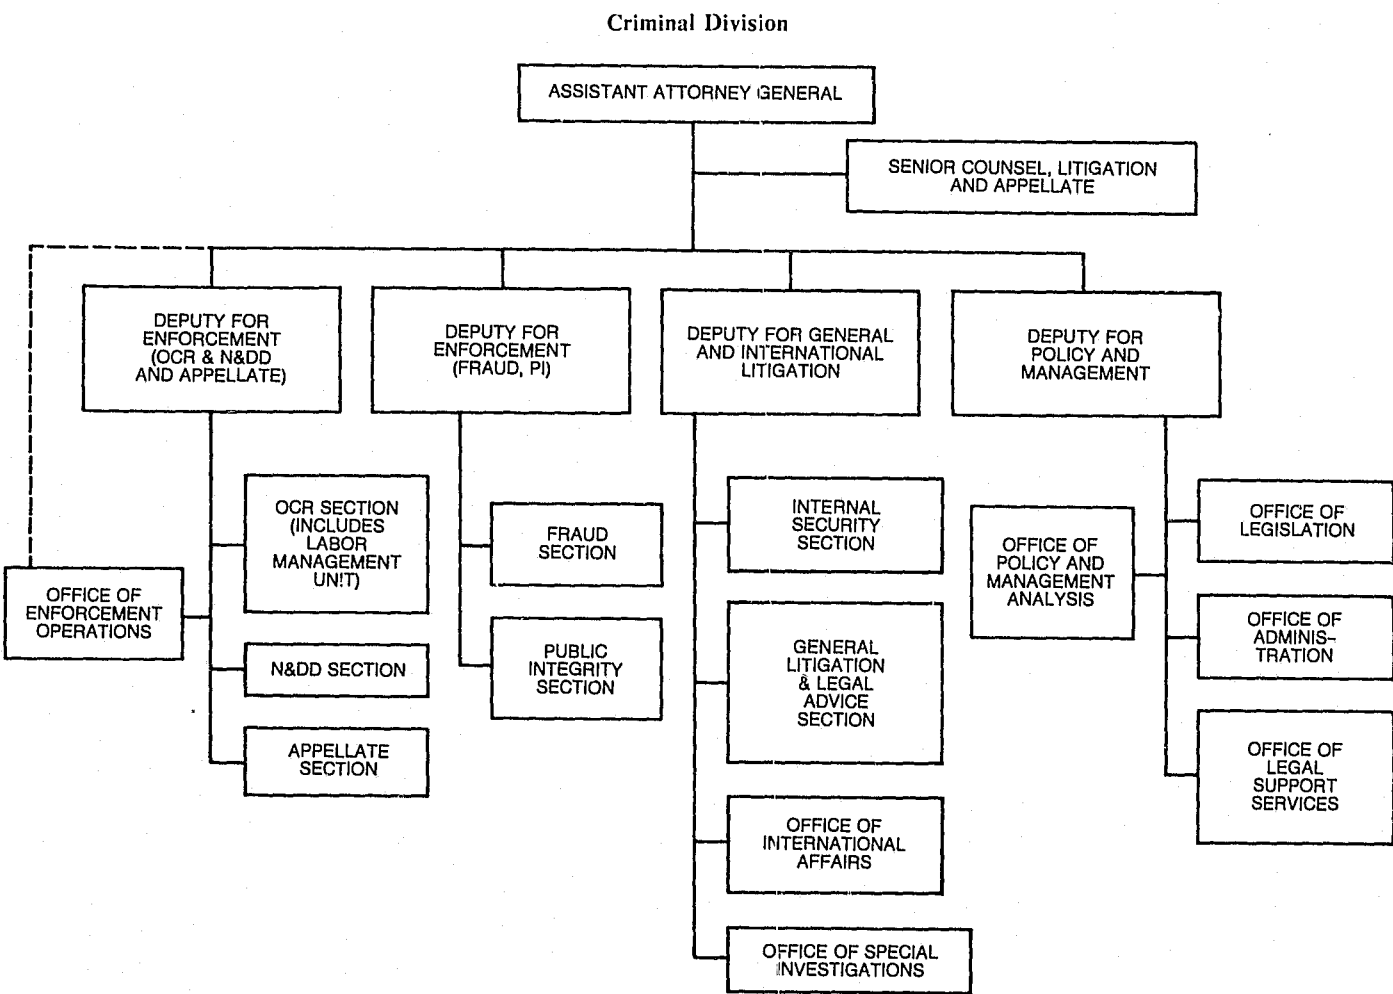 Criminal Division
ASSISTANT ATTORNEY GENERAL
SENIOR COUNSEL, LITIGATION
AND APPELLATE
DEPUTY FOR
ENFORCEMENT
(OCR & N&DD
AND APPELLATE)
DEPUTY FOR
ENFORCEMENT
(FRAUD, PI)
DEPUTY FOR GENERAL
AND INTERNATIONAL
LITIGATION
DEPUTY FOR
POLICY AND
MANAGEMENT
OFFICE OF
ENFORCEMENT
OPERATIONS
OCR SECTION
(INCLUDES
LABOR
MANAGEMENT
UNIT)
N&DD SECTION
APPELLATE
SECTION
FRAUD
SECTION
PUBLIC
INTEGRITY
SECTION
INTERNAL
SECURITY
SECTION
GENERAL
LITIGATION
& LEGAL
ADVICE
SECTION
OFFICE OF
INTERNATIONAL
AFFAIRS
OFFICE OF SPECIAL
INVESTIGATIONS
OFFICE OF
POLICY AND
MANAGEMENT
ANALYSIS
OFFICE OF
LEGISLATION
OFFICE OF
ADMINIS-
TRATION
OFFICE OF
LEGAL
SUPPORT
SERVICES